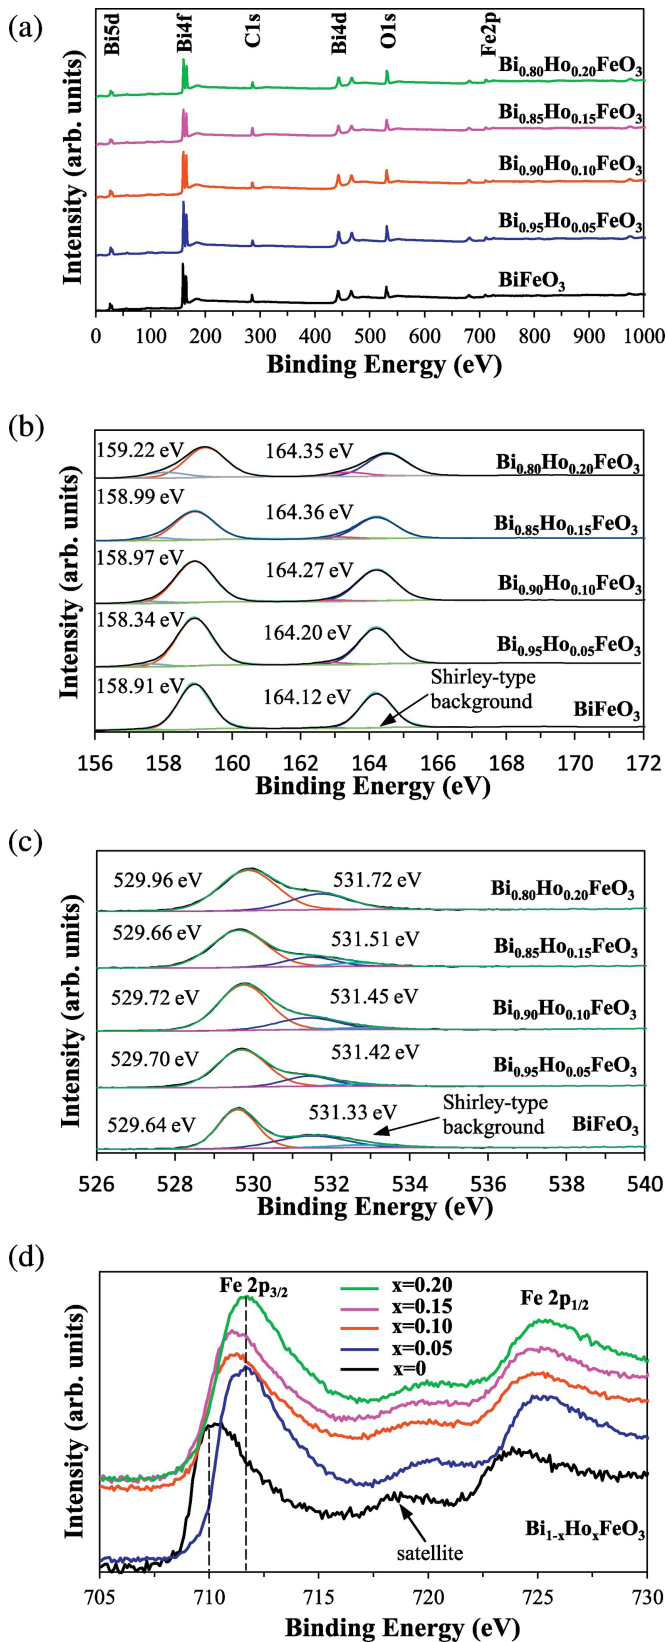 (a)
Bi5d
Bi4f
C1s
Bi4d
O1s
Fe2p
Intensity (arb. units)
Bi0.80Ho0.20FeO3
Bi0.85Ho0.15FeO3
Bi0.90Ho0.10FeO3
Bi0.95Ho0.05FeO3
BiFeO3
0 100 200 300 400 500 600 700 800 900 1000
Binding Energy (eV)
(b)
Intensity (arb. units)
159.22 eV 164.35 eV Bi0.80Ho0.20FeO3
158.99 eV 164.36 eV Bi0.85Ho0.15FeO3
158.97 eV 164.27 eV Bi0.90Ho0.10FeO3
158.34 eV 164.20 eV Bi0.95Ho0.05FeO3
Shirley-type
background
158.91 eV 164.12 eV BiFeO3
156 158 160 162 164 166 168 170 172
Binding Energy (eV)
(c)
Intensity (arb. units)
529.96 eV 531.72 eV Bi0.80Ho0.20FeO3
529.66 eV 531.51 eV Bi0.85Ho0.15FeO3
529.72 eV 531.45 eV Bi0.90Ho0.10FeO3
529.70 eV 531.42 eV Bi0.95Ho0.05FeO3
Shirley-type
background
529.64 eV 531.33 eV BiFeO3
526 528 530 532 534 536 538 540
Binding Energy (eV)
(d)
Intensity (arb. units)
Fe 2p3/2
x=0.20
x=0.15
x=0.10
x=0.05
x=0
Fe 2p1/2
satellite
Bi1-xHoxFeO3
705 710 715 720 725 730
Binding Energy (eV)